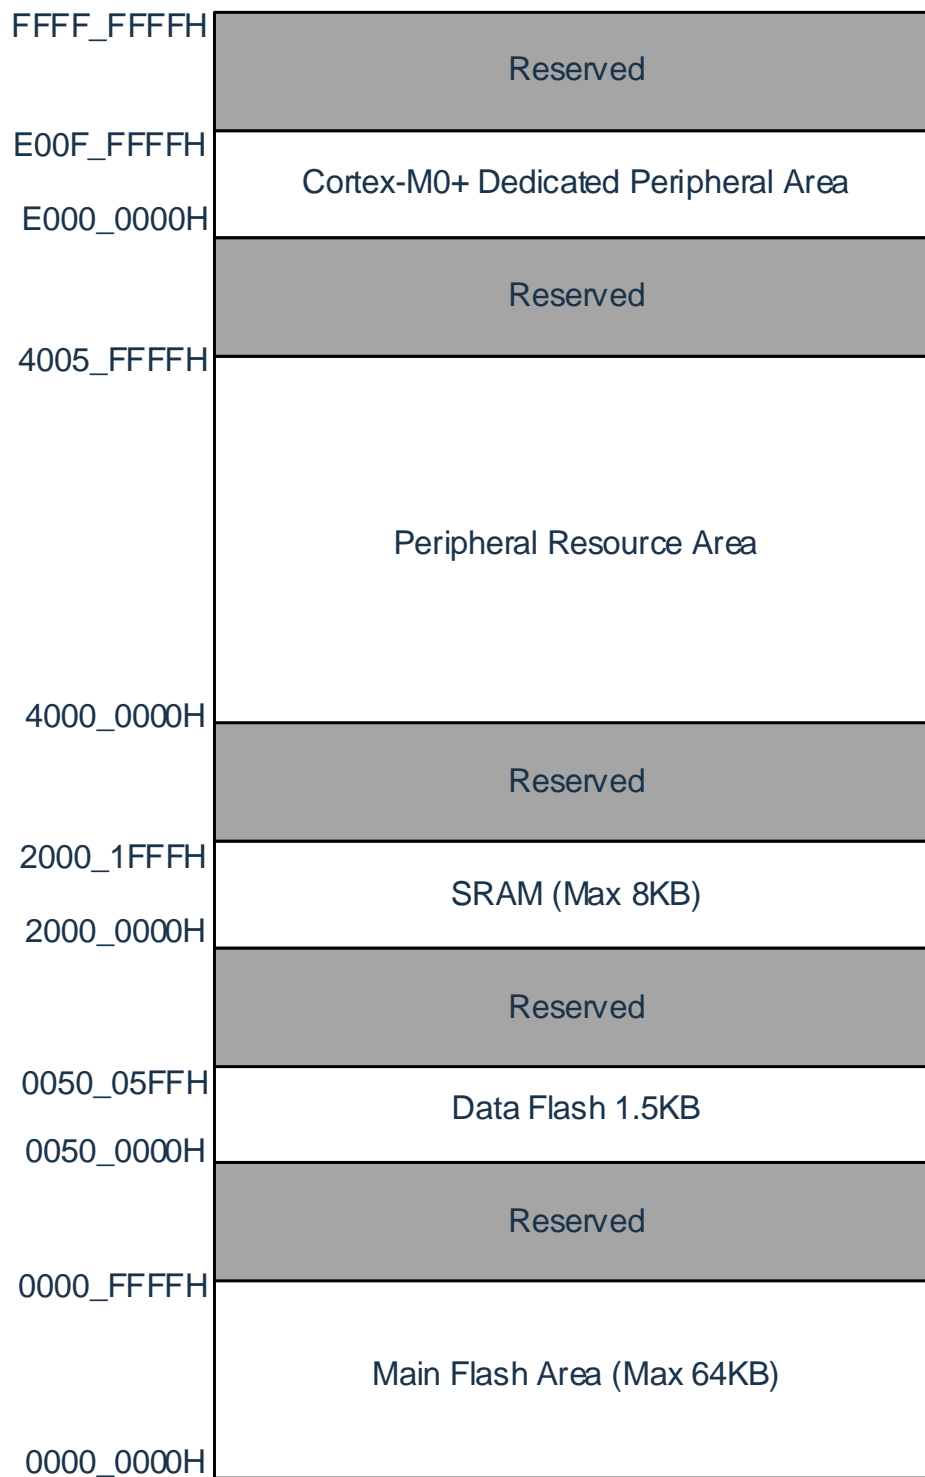 FFFF_FFFFH
Reserved
E00F_FFFFH
Cortex-M0+ Dedicated Peripheral Area
E000_0000H
Reserved
4005_FFFFH
Peripheral Resource Area
4000_0000H
Reserved
2000_1FFFH
SRAM (Max 8KB)
2000_0000H
Reserved
0050_05FFH
Data Flash 1.5KB
0050_0000H
Reserved
0000_FFFFH
Main Flash Area (Max 64KB)
0000_0000H